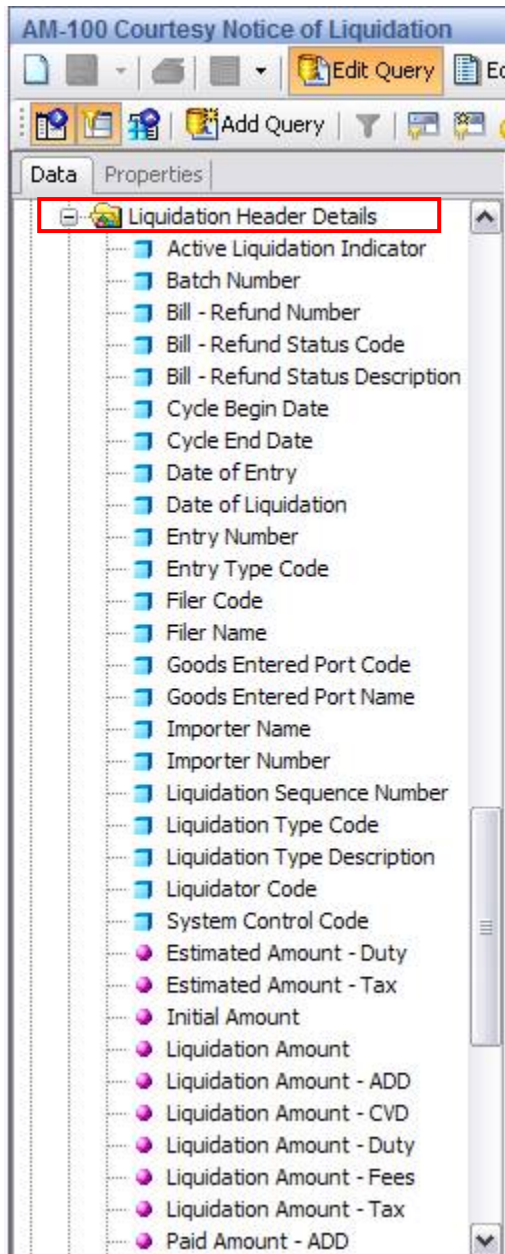 AM-100 Courtesy Notice of Liquidation
Edit Query
Add Query
Data Properties
Liquidation Header Details
Active Liquidation Indicator
Batch Number
Bill - Refund Number
Bill - Refund Status Code
Bill - Refund Status Description
Cycle Begin Date
Cycle End Date
Date of Entry
Date of Liquidation
Entry Number
Entry Type Code
Filer Code
Filer Name
Goods Entered Port Code
Goods Entered Port Name
Importer Name
Importer Number
Liquidation Sequence Number
Liquidation Type Code
Liquidation Type Description
Liquidator Code
System Control Code
Estimated Amount - Duty
Estimated Amount - Tax
Initial Amount
Liquidation Amount
Liquidation Amount - ADD
Liquidation Amount - CVD
Liquidation Amount - Duty
Liquidation Amount - Fees
Liquidation Amount - Tax
Paid Amount - ADD